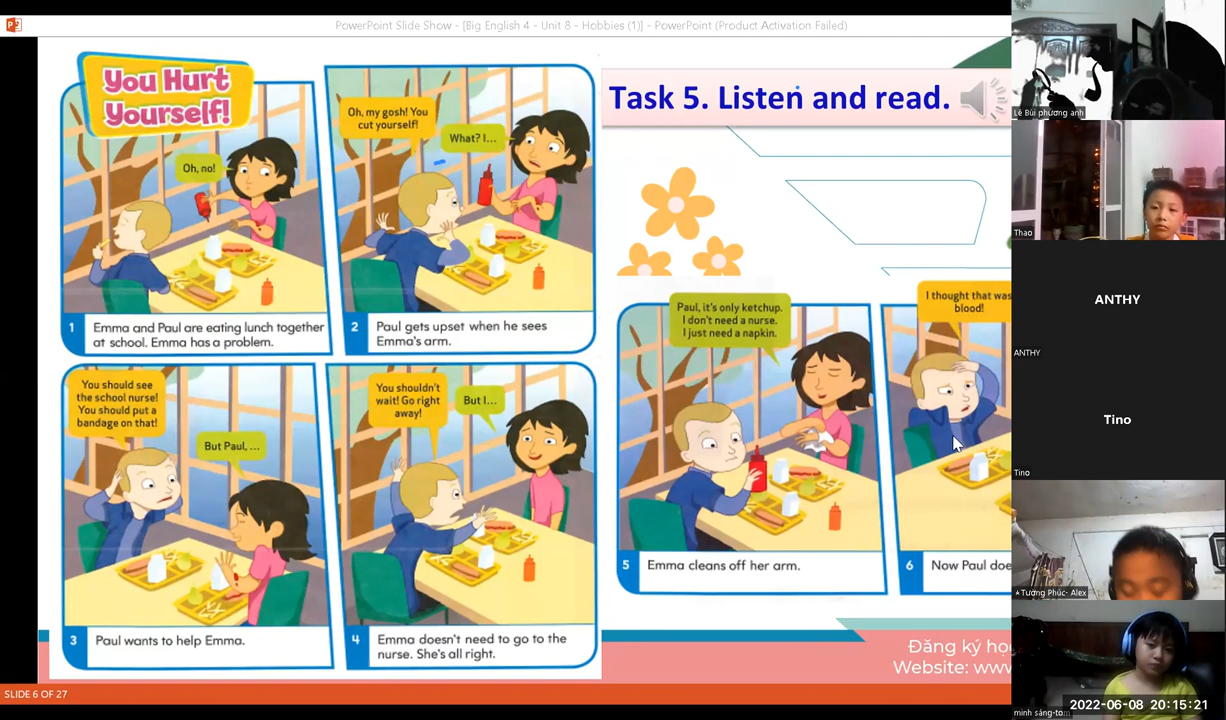 PowerPoint Slide Show - [Big English 4 - Unit 8 - Hobbies (1)] - PowerPoint (Product Activation Failed)
You Hurt
Yourself!
Oh, no!
1 Emma and Paul are eating lunch together
at school. Emma has a problem.
Oh, my gosh! You
cut yourself!
What? I...
2 Paul gets upset when he sees
Emma's arm.
You should see
the school nurse!
You should put a
bandage on that!
But Paul, ...
3 Paul wants to help Emma.
You shouldn't
wait! Go right
away!
But I...
4 Emma doesn't need to go to the
nurse. She's all right.
Task 5. Listen and read.
Paul, it's only ketchup.
I don't need a nurse.
I just need a napkin.
5 Emma cleans off her arm.
I thought that was
blood!
6 Now Paul doe
Đăng ký họ
Website: www
SLIDE 6 OF 27
Lê Bùi phương anh
Thao
ANTHY
ANTHY
Tino
Tino
Tường Phúc- Alex
minh sáng-tom
2022-06-08 20:15:21